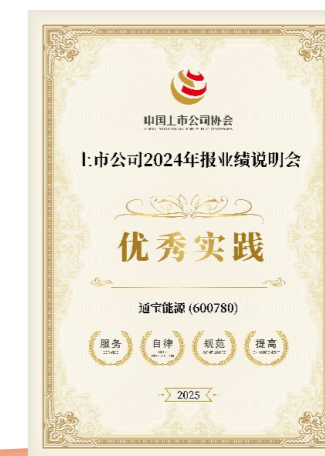 中国上市公司协会
上市公司2024年报业绩说明会
优秀实践
通宝能源 (600780)
服务 自律 规范 提高
2025